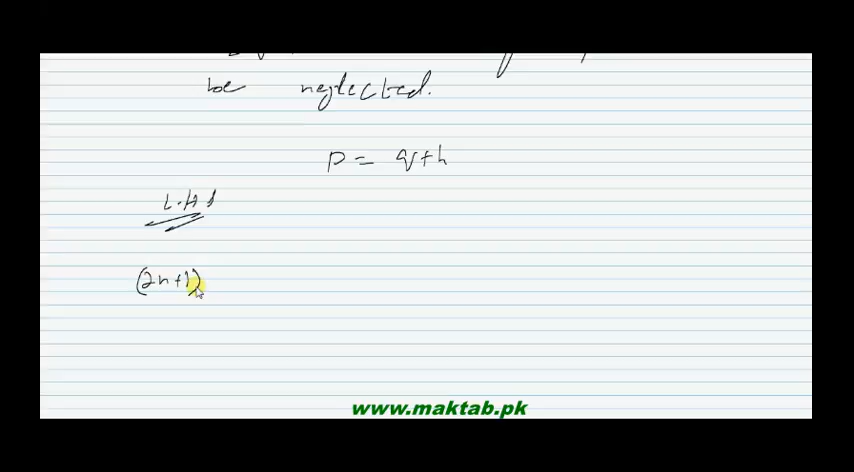 be neglected.
p = q+h
L.H.S
(2n+1)
www.maktab.pk